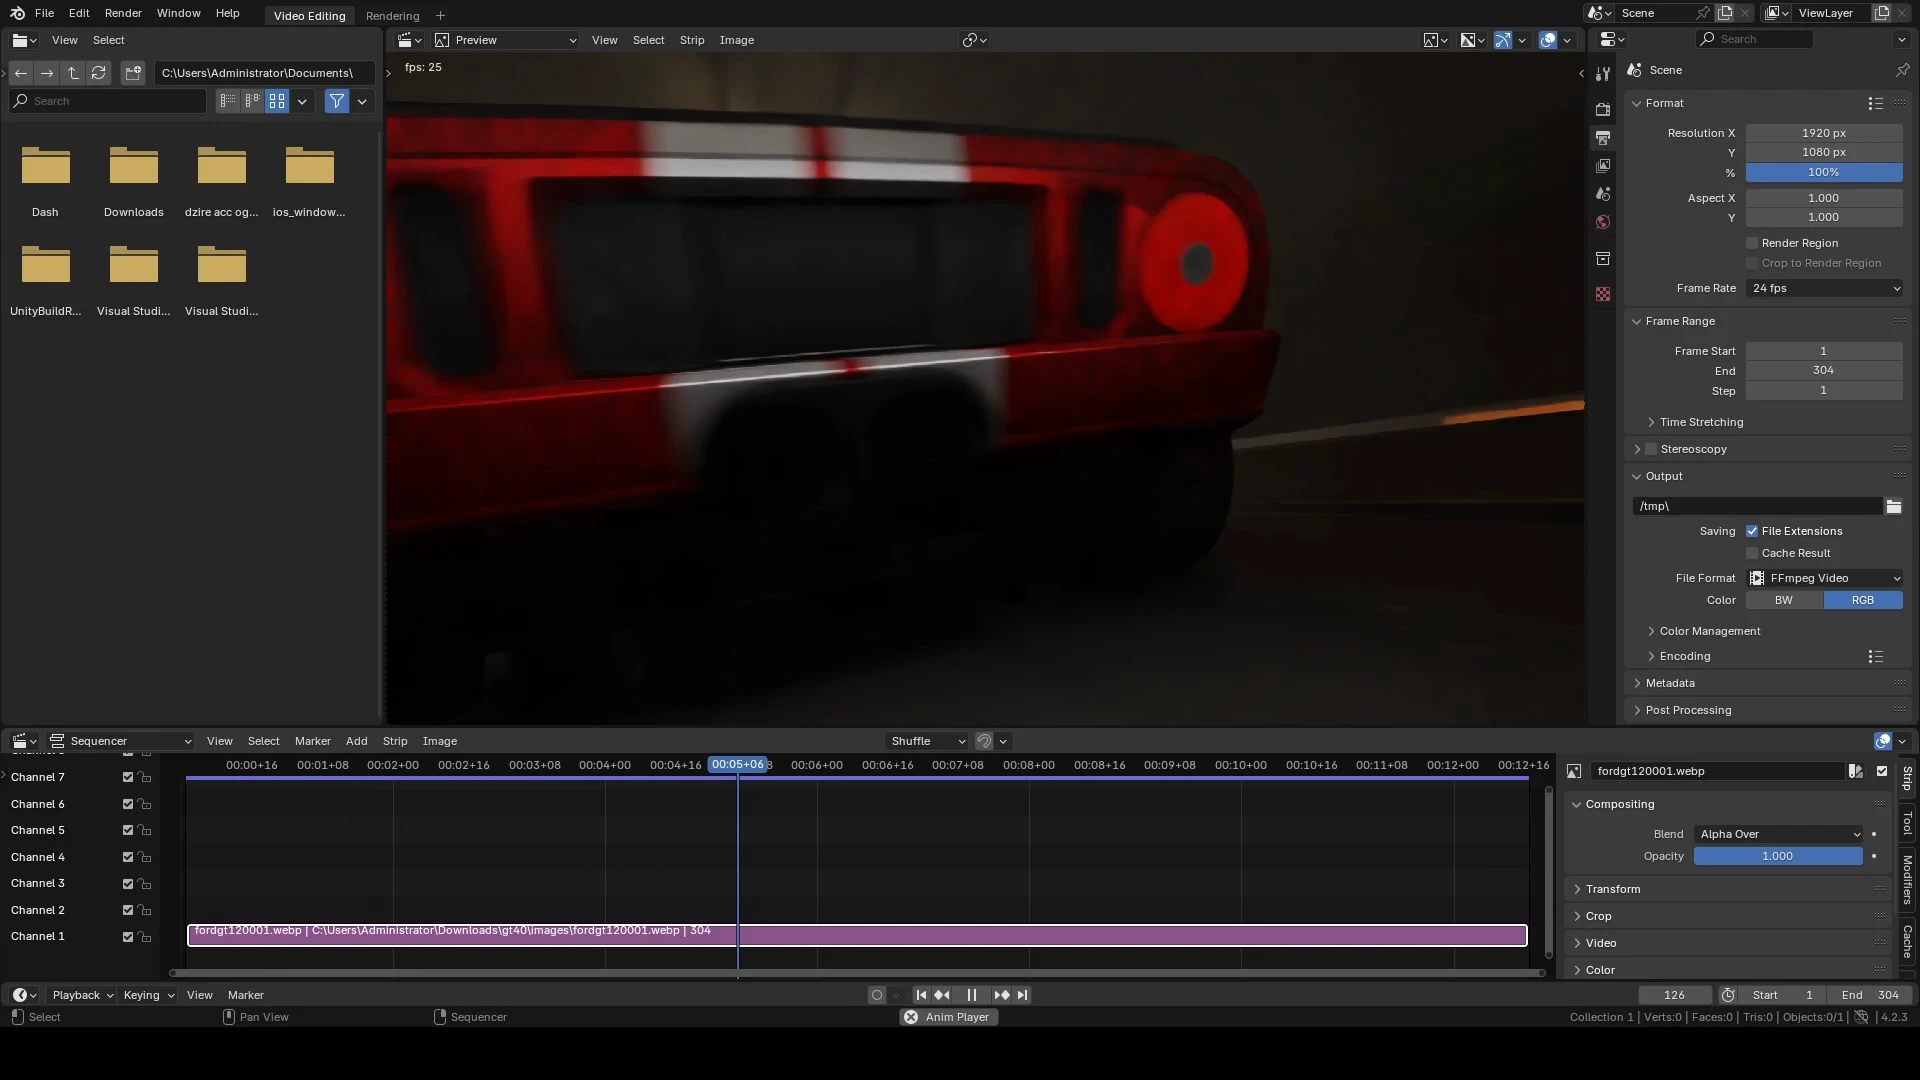 File Edit Render Window Help Video Editing Rendering + Scene ViewLayer
View Select Preview View Select Strip Image Search
C:\Users\Administrator\Documents\ fps: 25 Scene
Search
Dash Downloads dzire acc og... ios_window...
UnityBuildR... Visual Studi... Visual Studi...
Format
Resolution X 1920 px
Y 1080 px
% 100%
Aspect X 1.000
Y 1.000
Render Region
Crop to Render Region
Frame Rate 24 fps
Frame Range
Frame Start 1
End 304
Step 1
Time Stretching
Stereoscopy
Output
/tmp\
Saving File Extensions
Cache Result
File Format FFmpeg Video
Color BW RGB
Color Management
Encoding
Metadata
Post Processing
Sequencer View Select Marker Add Strip Image Shuffle
00:00+16 00:01+08 00:02+00 00:02+16 00:03+08 00:04+00 00:04+16 00:05+06 00:06+00 00:06+16 00:07+08 00:08+00 00:08+16 00:09+08 00:10+00 00:10+16 00:11+08 00:12+00 00:12+16
Channel 7
Channel 6
Channel 5
Channel 4
Channel 3
Channel 2
Channel 1
fordgt120001.webp | C:\Users\Administrator\Downloads\gt40\images\fordgt120001.webp | 304
fordgt120001.webp
Compositing
Blend Alpha Over
Opacity 1.000
Transform
Crop
Video
Color
Strip
Tool
Modifiers
Cache
Playback Keying View Marker 126 Start 1 End 304
Select Pan View Sequencer Anim Player Collection 1 | Verts:0 | Faces:0 | Tris:0 | Objects:0/1 | 4.2.3